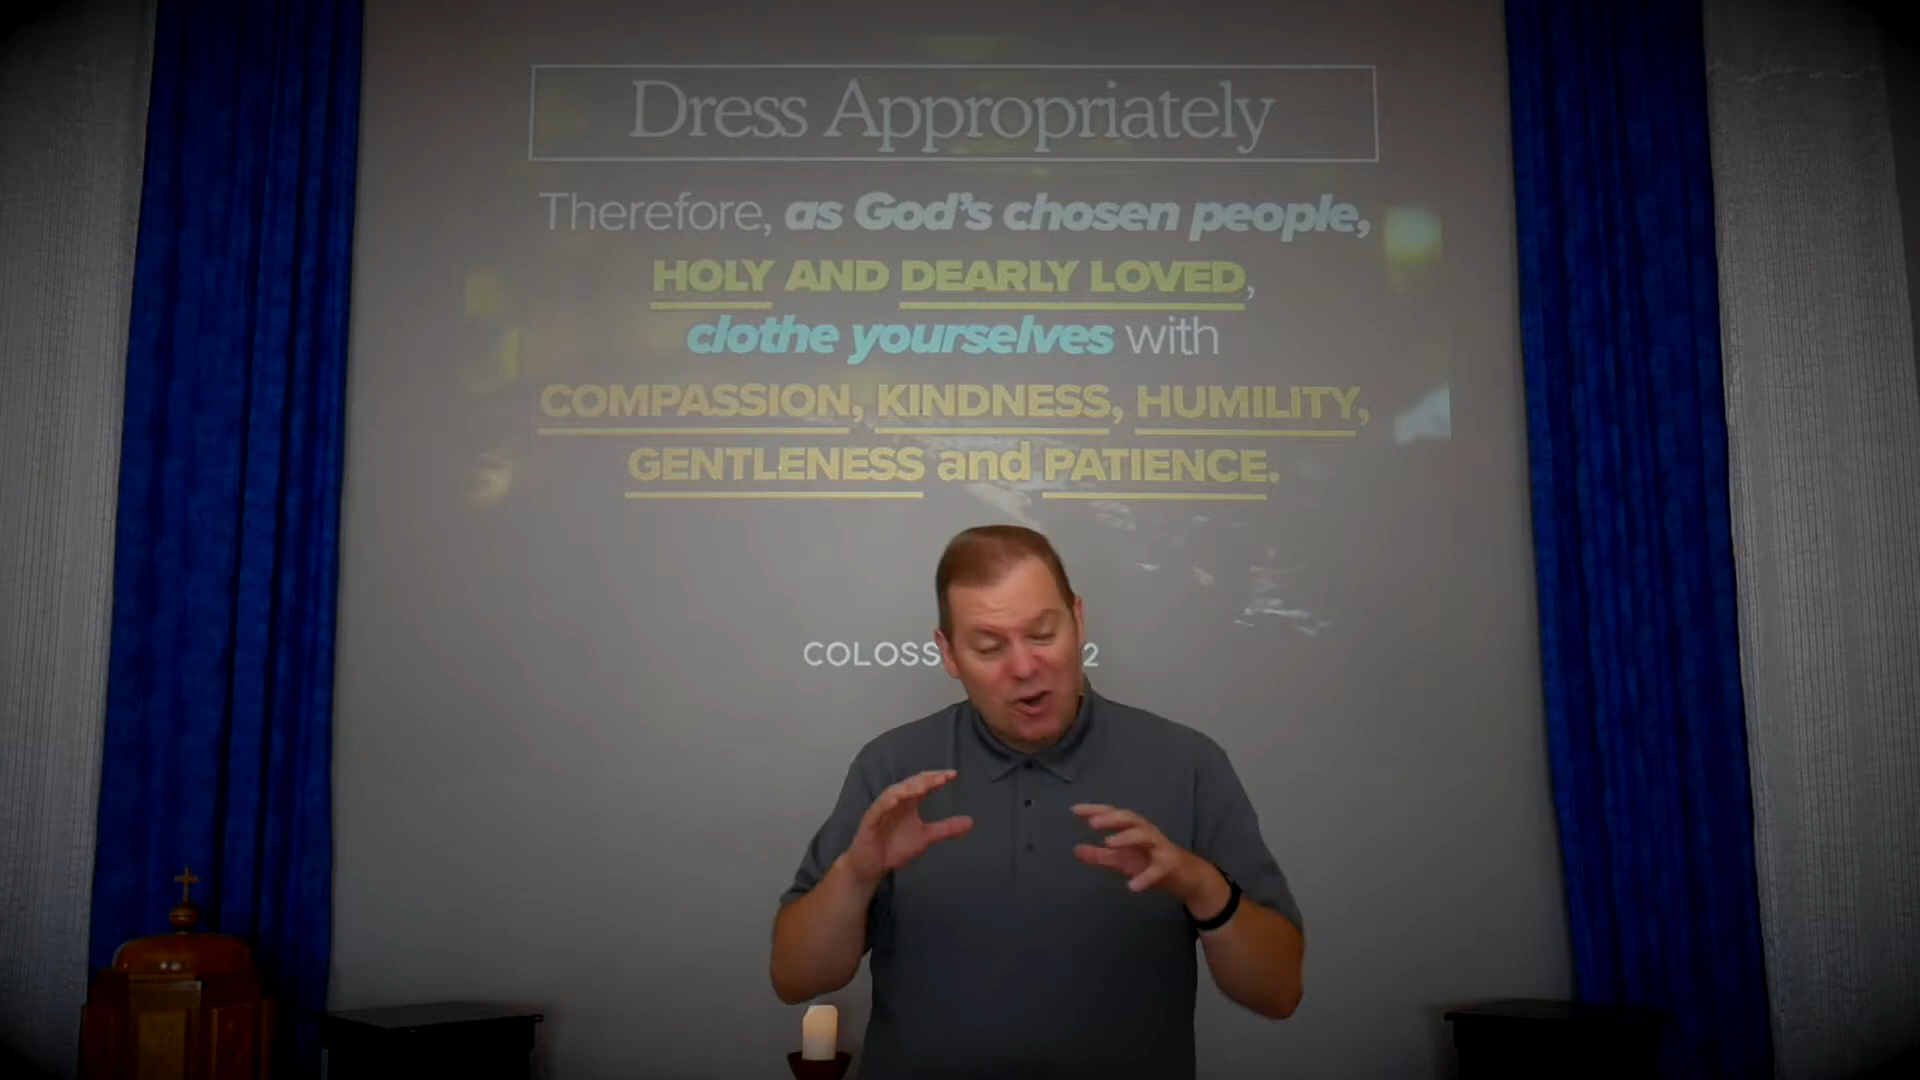 Dress Appropriately
Therefore, as God's chosen people,
HOLY AND DEARLY LOVED,
clothe yourselves with
COMPASSION, KINDNESS, HUMILITY,
GENTLENESS and PATIENCE.
COLOSS 2